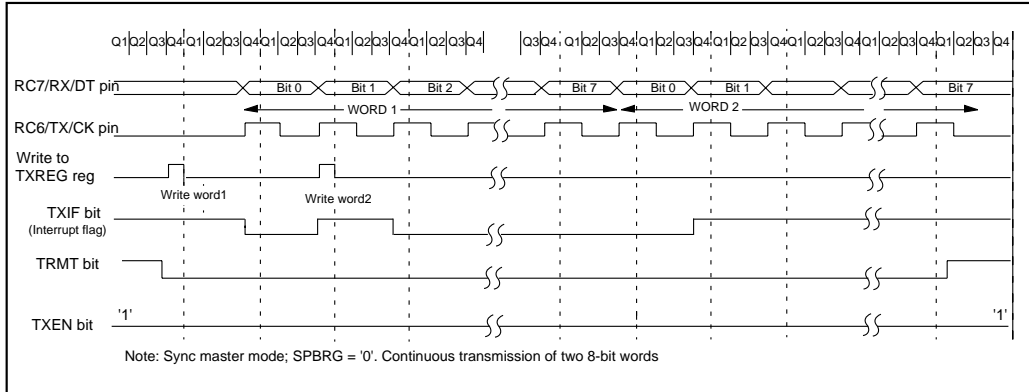 Q1 Q2 Q3 Q4 Q1 Q2 Q3 Q4 Q1 Q2 Q3 Q4 Q1 Q2 Q3 Q4 Q1 Q2 Q3 Q4 Q3 Q4 Q1 Q2 Q3 Q4 Q1 Q2 Q3 Q4 Q1 Q2 Q3 Q4 Q1 Q2 Q3 Q4 Q1 Q2 Q3 Q4 Q1 Q2 Q3 Q4
RC7/RX/DT pin
Bit 0 Bit 1 Bit 2 Bit 7 Bit 0 Bit 1 Bit 7
WORD 1 WORD 2
RC6/TX/CK pin
Write to
TXREG reg
Write word1 Write word2
TXIF bit
(Interrupt flag)
TRMT bit
'1' '1'
TXEN bit
Note: Sync master mode; SPBRG = '0'. Continuous transmission of two 8-bit words